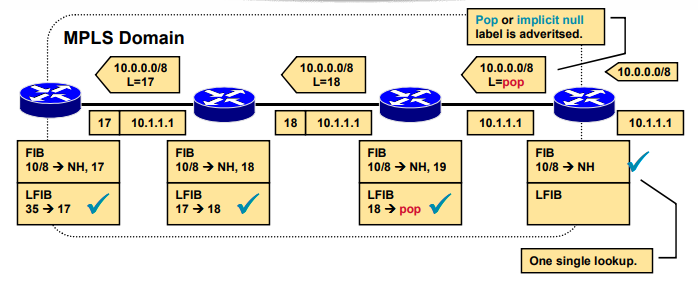 Pop or implicit null
label is adveritsed.
MPLS Domain
10.0.0.0/8
L=17
10.0.0.0/8
L=18
10.0.0.0/8
L=pop
10.0.0.0/8
17 10.1.1.1
18 10.1.1.1
10.1.1.1
10.1.1.1
FIB
10/8 → NH, 17
LFIB
35 → 17
FIB
10/8 → NH, 18
LFIB
17 → 18
FIB
10/8 → NH, 19
LFIB
18 → pop
FIB
10/8 → NH
LFIB
One single lookup.